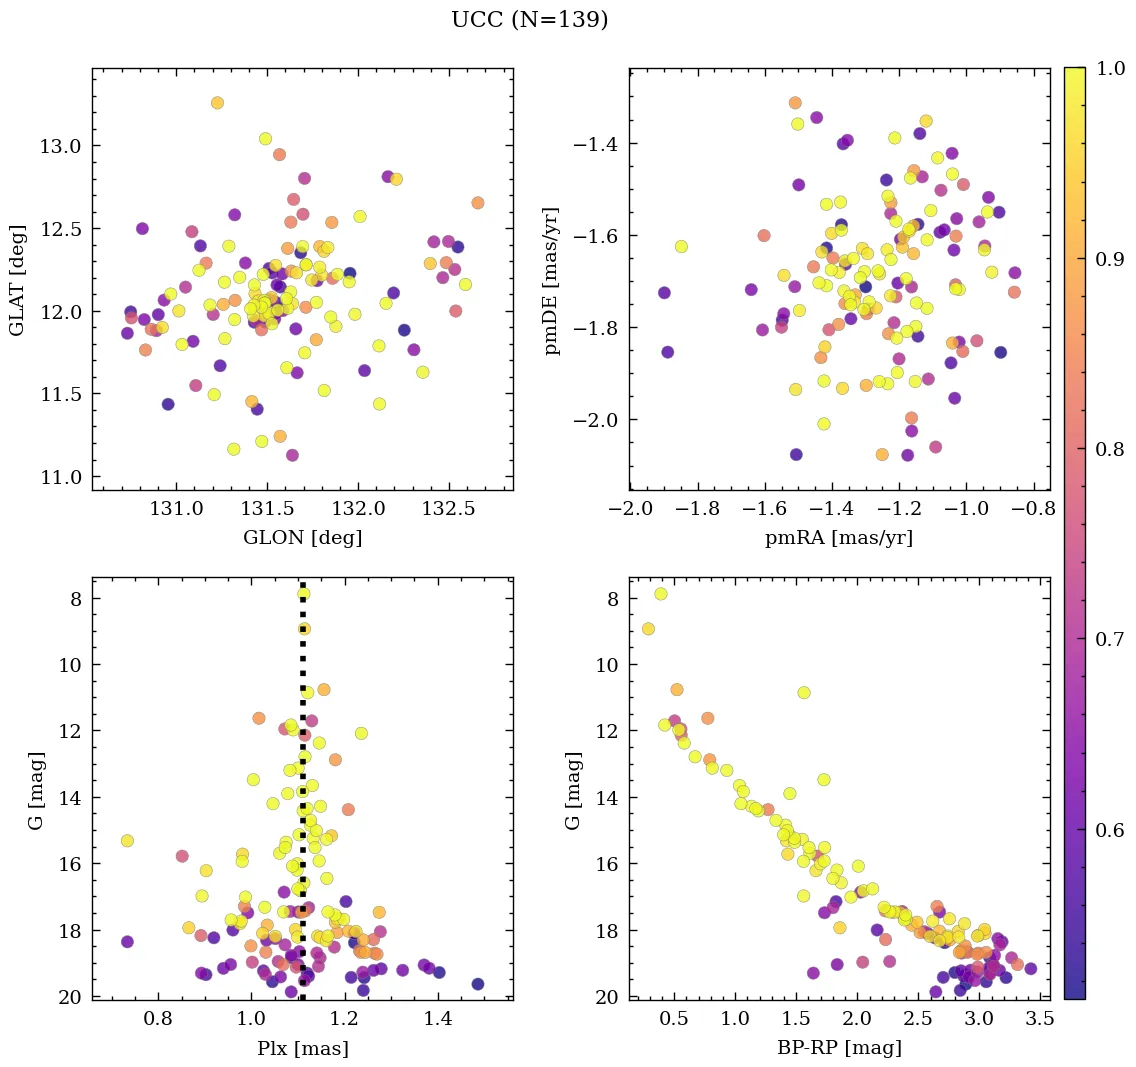 UCC (N=139)
13.0
12.5
12.0
11.5
11.0
GLAT [deg]
131.0 131.5 132.0 132.5
GLON [deg]
−1.4
−1.6
−1.8
−2.0
pmDE [mas/yr]
−2.0 −1.8 −1.6 −1.4 −1.2 −1.0 −0.8
pmRA [mas/yr]
1.0
0.9
0.8
0.7
0.6
8
10
12
14
16
18
20
G [mag]
0.8 1.0 1.2 1.4
Plx [mas]
8
10
12
14
16
18
20
G [mag]
0.5 1.0 1.5 2.0 2.5 3.0 3.5
BP-RP [mag]